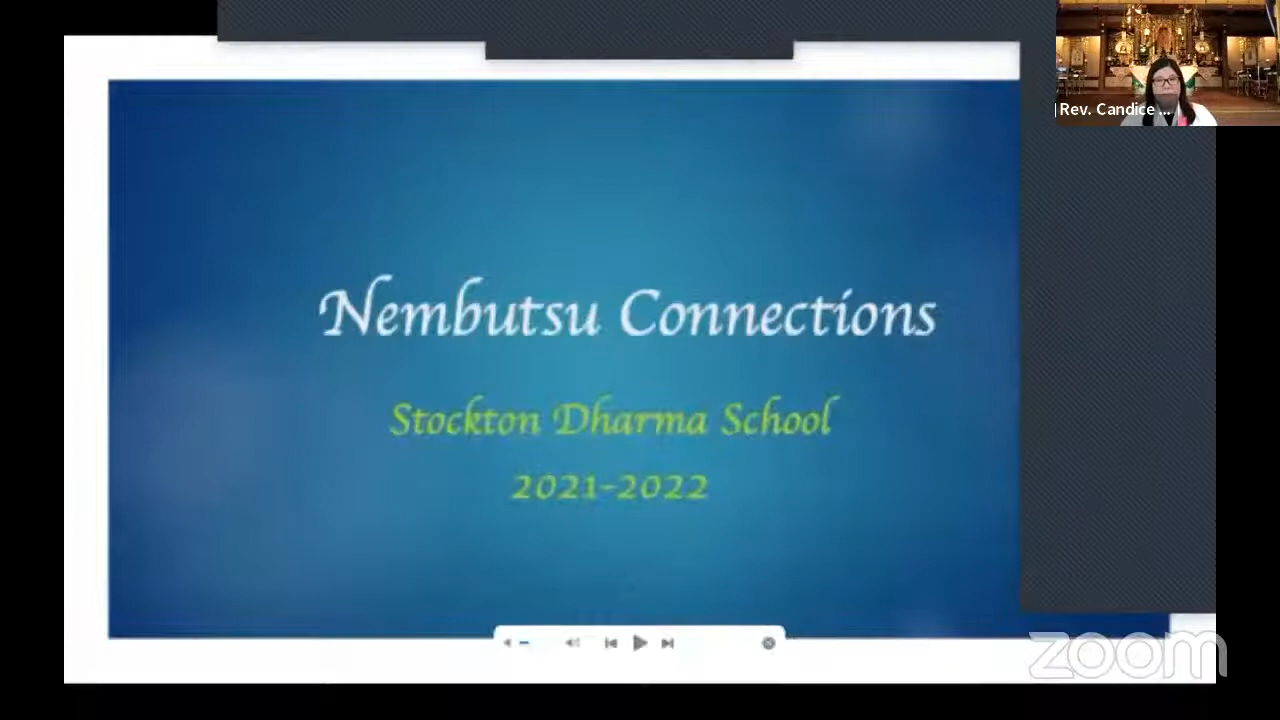 Rev. Candice ...
Nembutsu Connections
Stockton Dharma School
2021-2022
zoom